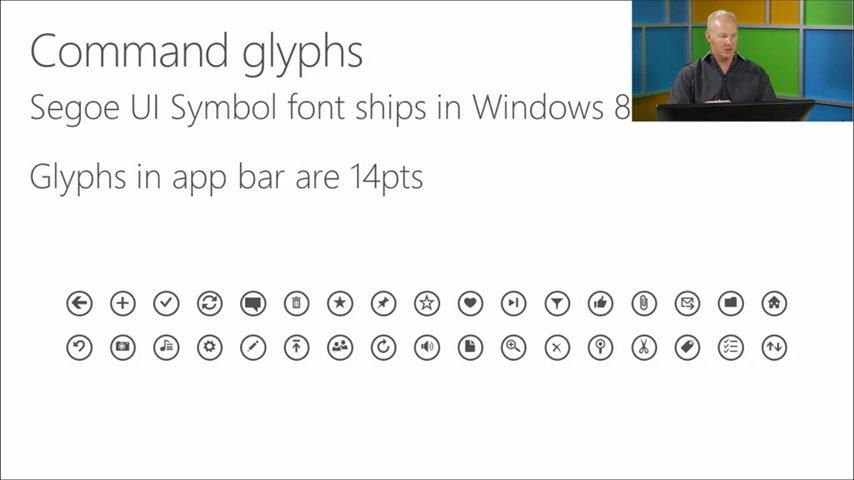 Command glyphs
Segoe UI Symbol font ships in Windows 8
Glyphs in app bar are 14pts